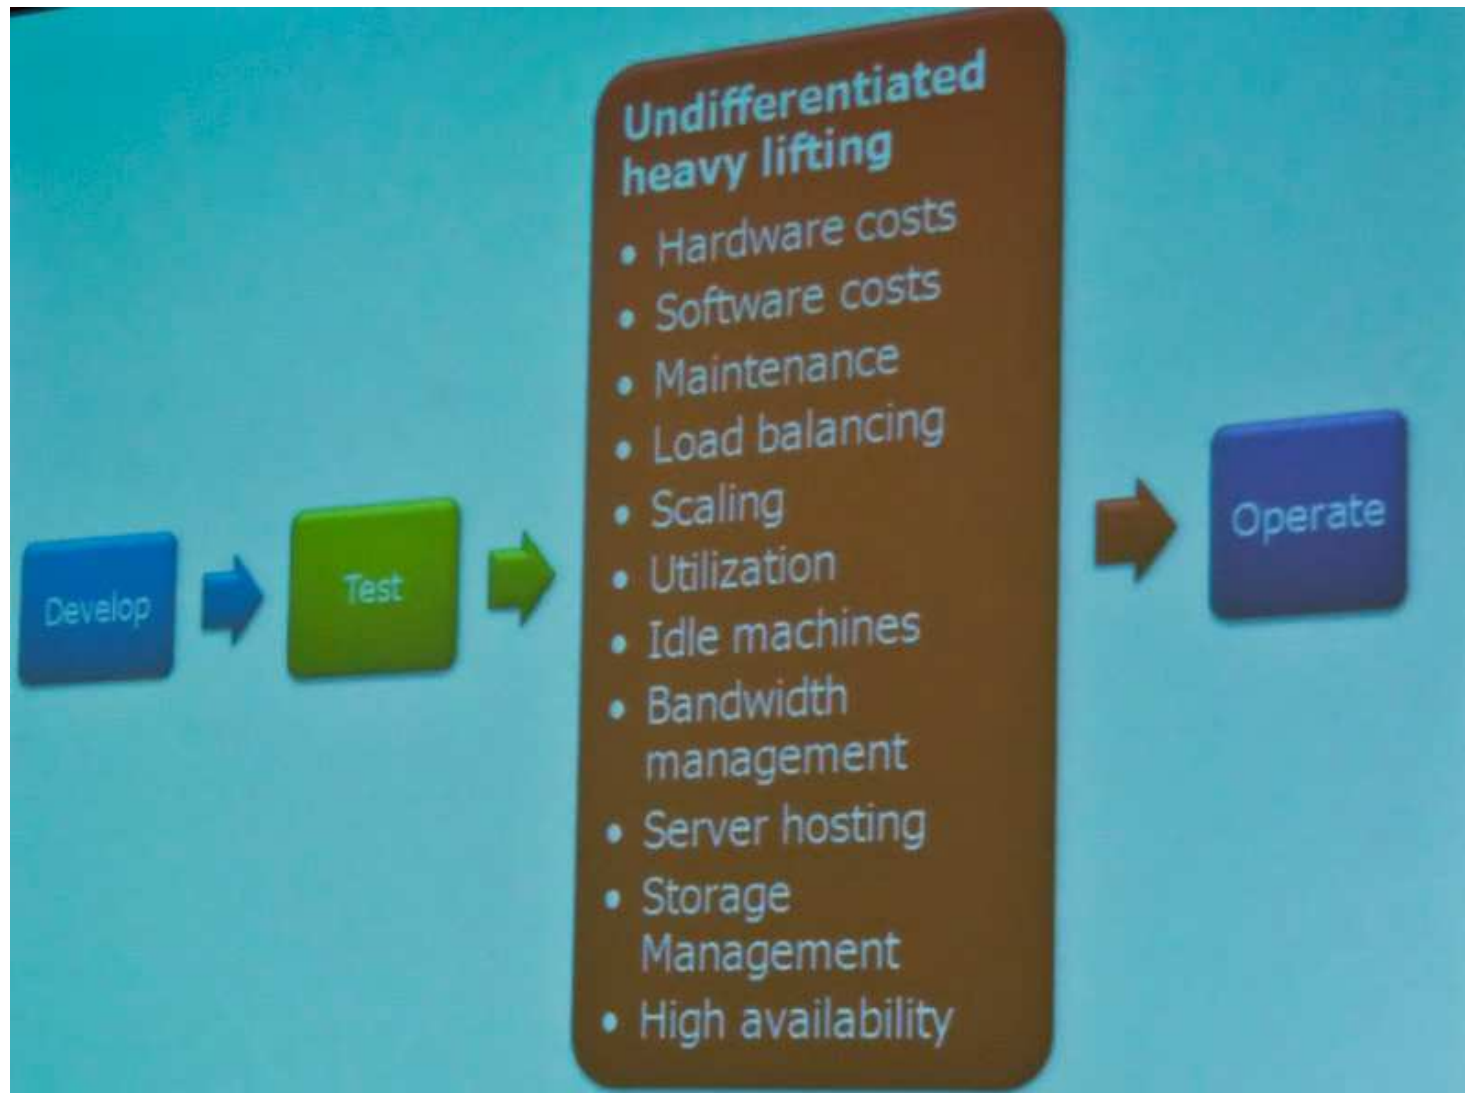 Undifferentiated
heavy lifting
• Hardware costs
• Software costs
• Maintenance
• Load balancing
• Scaling
• Utilization
• Idle machines
• Bandwidth
management
• Server hosting
• Storage
Management
• High availability
Develop
Test
Operate